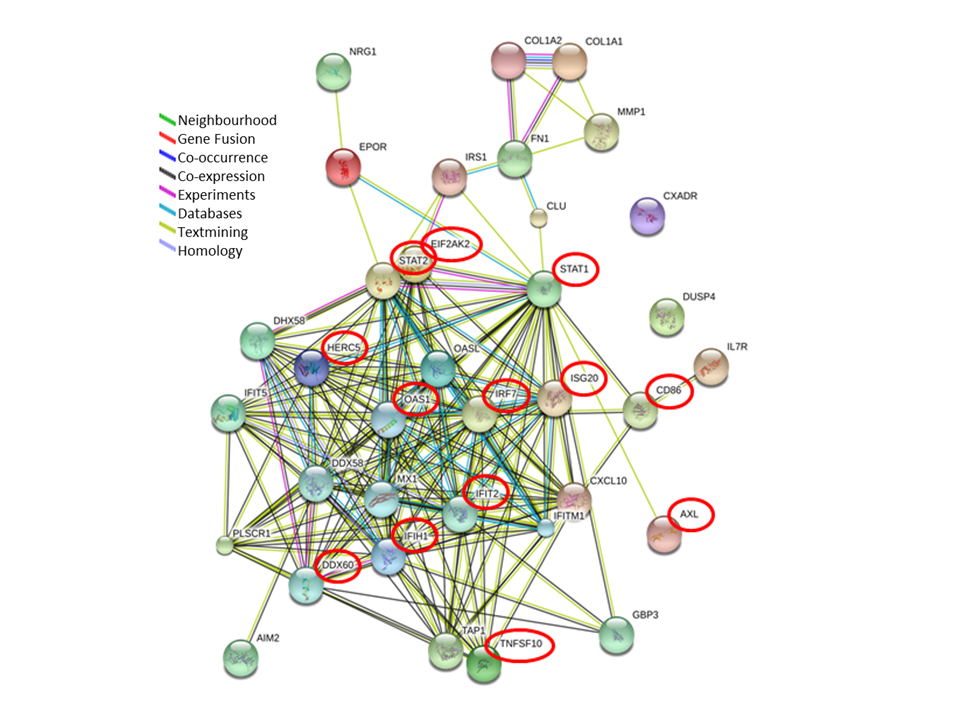 COL1A2
COL1A1
NRG1
MMP1
Neighbourhood
Gene Fusion
Co-occurrence
Co-expression
Experiments
Databases
Textmining
Homology
EPOR
FN1
IRS1
CXADR
CLU
EIF2AK2
STAT2
STAT1
DUSP4
DHX58
HERC5
OASL
IL7R
ISG20
CD86
IFIT5
OAS1
IRF7
DDX58
MX1
CXCL10
IFIT2
IFITM1
AXL
PLSCR1
IFIH1
DDX60
GBP3
AIM2
TAP1
TNFSF10